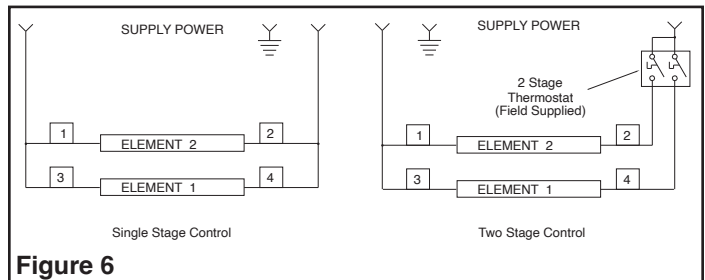 SUPPLY POWER
1
ELEMENT 2
2
3
ELEMENT 1
4
Single Stage Control
SUPPLY POWER
2 Stage
Thermostat
(Field Supplied)
1
ELEMENT 2
2
3
ELEMENT 1
4
Two Stage Control
Figure 6